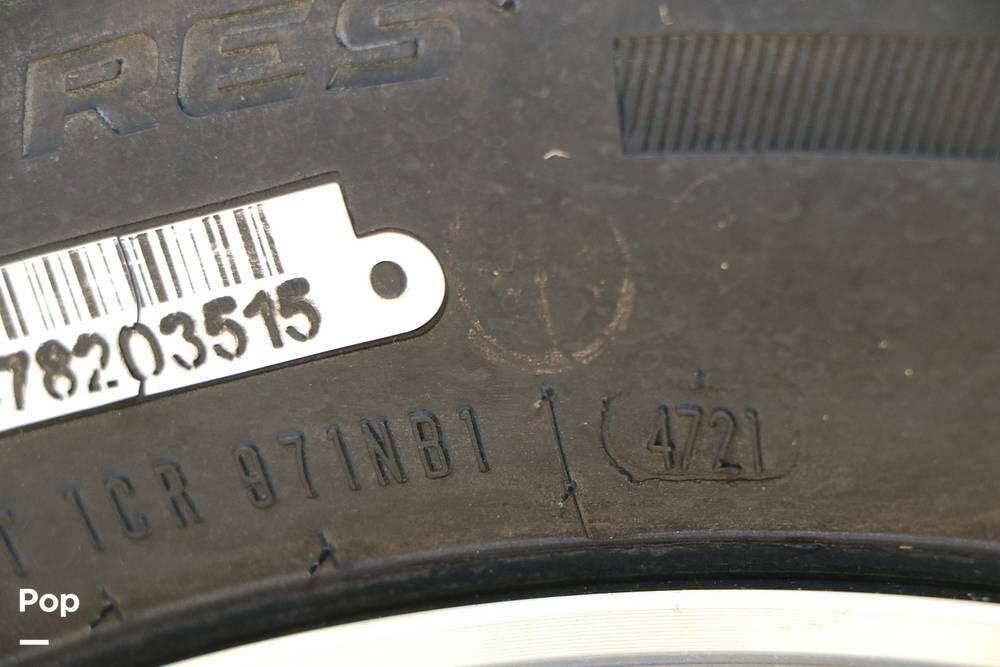 RES
78203515
T 1CR 971NB1 4721
Pop